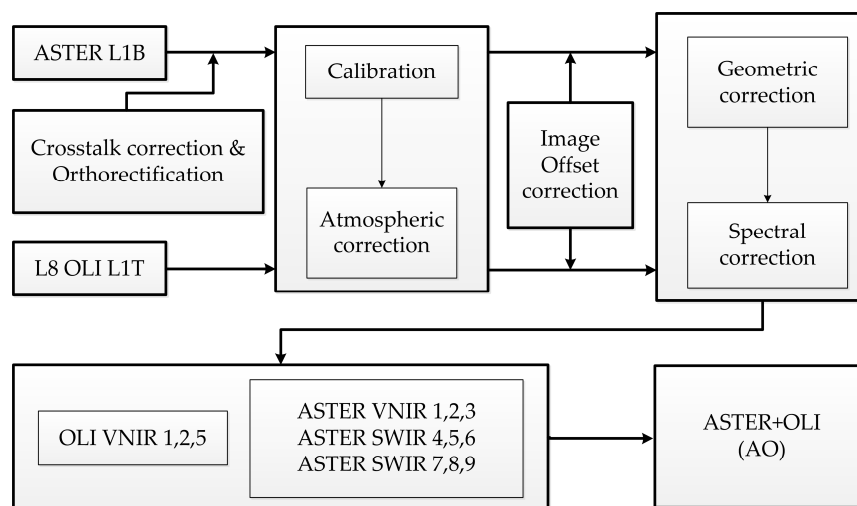 ASTER L1B
Crosstalk correction &
Orthorectification
L8 OLI L1T
Calibration
Atmospheric
correction
Image
Offset
correction
Geometric
correction
Spectral
correction
OLI VNIR 1,2,5
ASTER VNIR 1,2,3
ASTER SWIR 4,5,6
ASTER SWIR 7,8,9
ASTER+OLI
(AO)